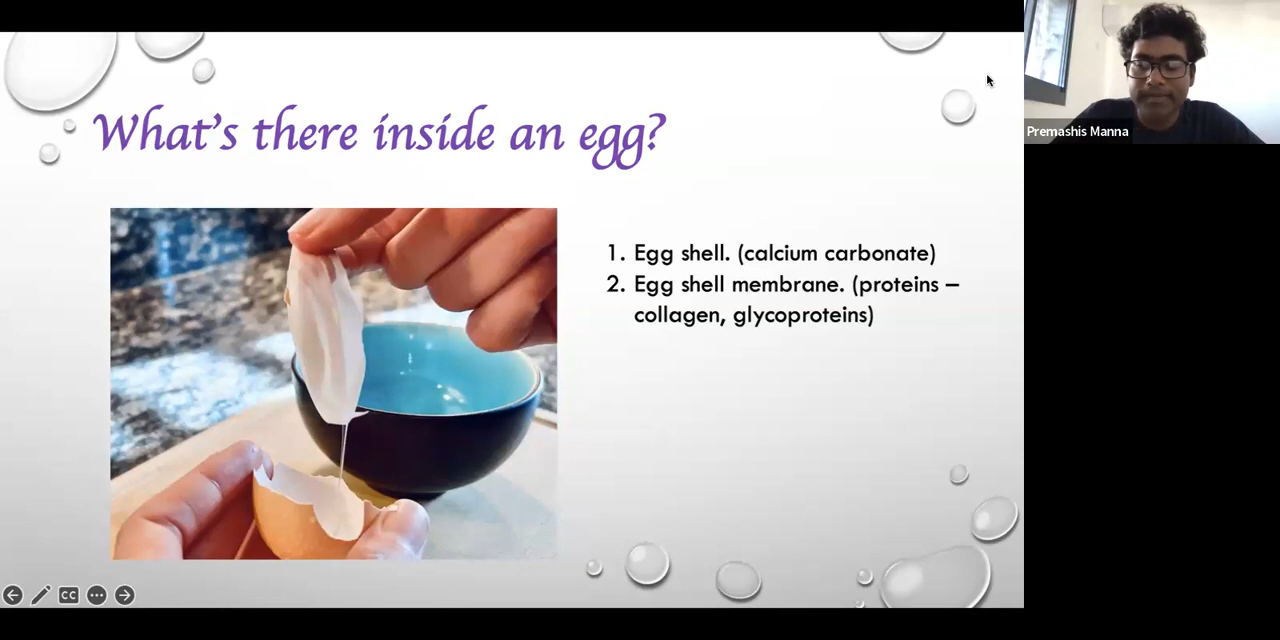 What's there inside an egg?
1. Egg shell. (calcium carbonate)
2. Egg shell membrane. (proteins –
collagen, glycoproteins)
Premashis Manna
CC